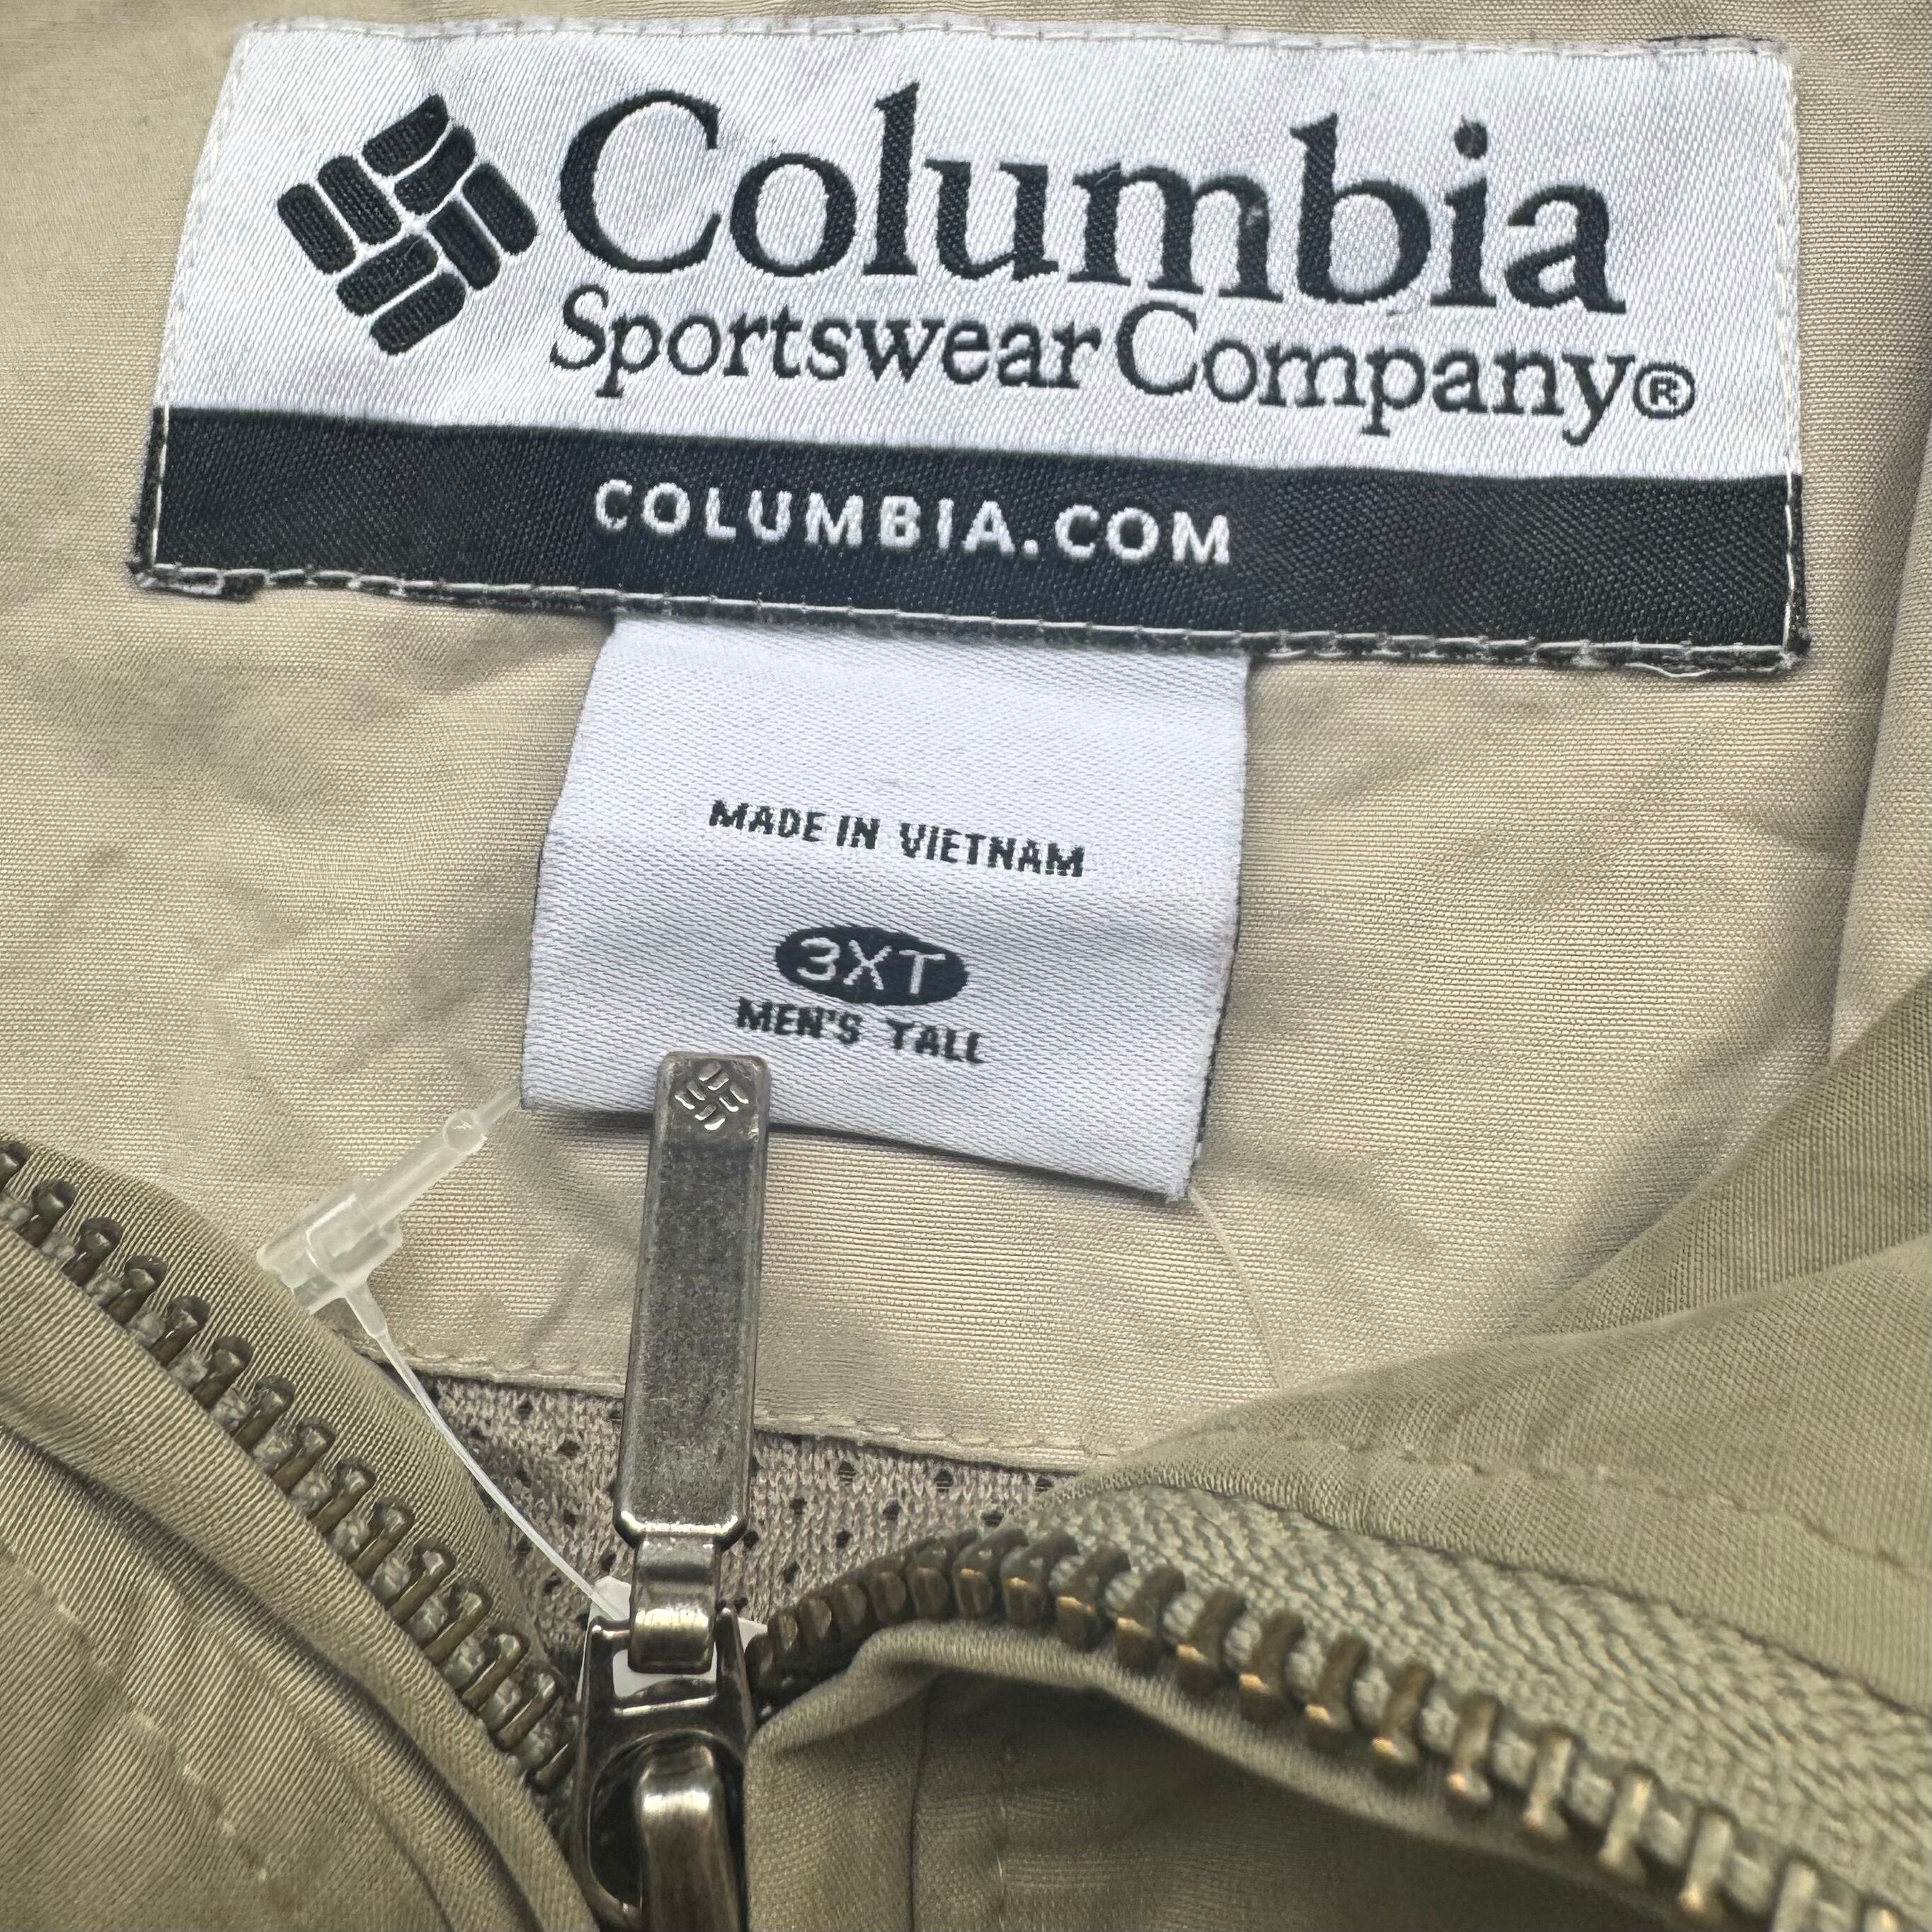 Columbia
Sportswear Company®
COLUMBIA.COM
MADE IN VIETNAM
3XT
MEN'S TALL